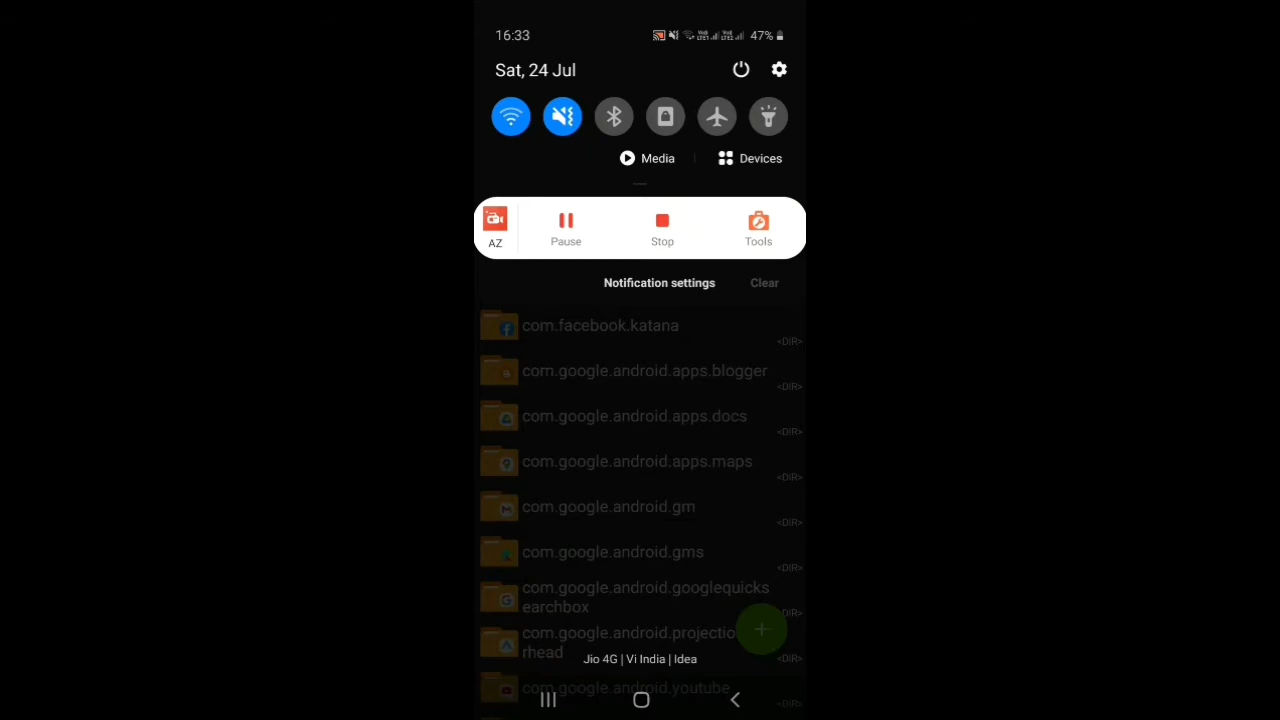 16:33
47%
Sat, 24 Jul
Media
Devices
AZ
Pause
Stop
Tools
Notification settings
Clear
com.facebook.katana
<DIR>
com.google.android.apps.blogger
<DIR>
com.google.android.apps.docs
<DIR>
com.google.android.apps.maps
<DIR>
com.google.android.gm
<DIR>
com.google.android.gms
<DIR>
com.google.android.googlequicks
earchbox
DIR>
com.google.android.projectio
rhead
Jio 4G | Vi India | Idea
<DIR>
com.google.android.youtube
<DIR>